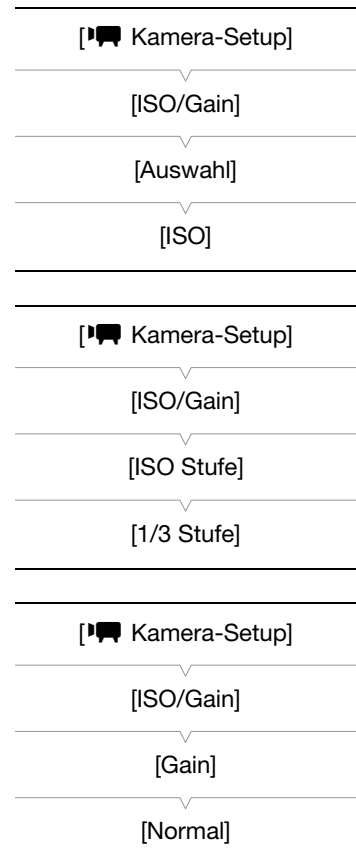 [ Kamera-Setup]
[ISO/Gain]
[Auswahl]
[ISO]
[ Kamera-Setup]
[ISO/Gain]
[ISO Stufe]
[1/3 Stufe]
[ Kamera-Setup]
[ISO/Gain]
[Gain]
[Normal]